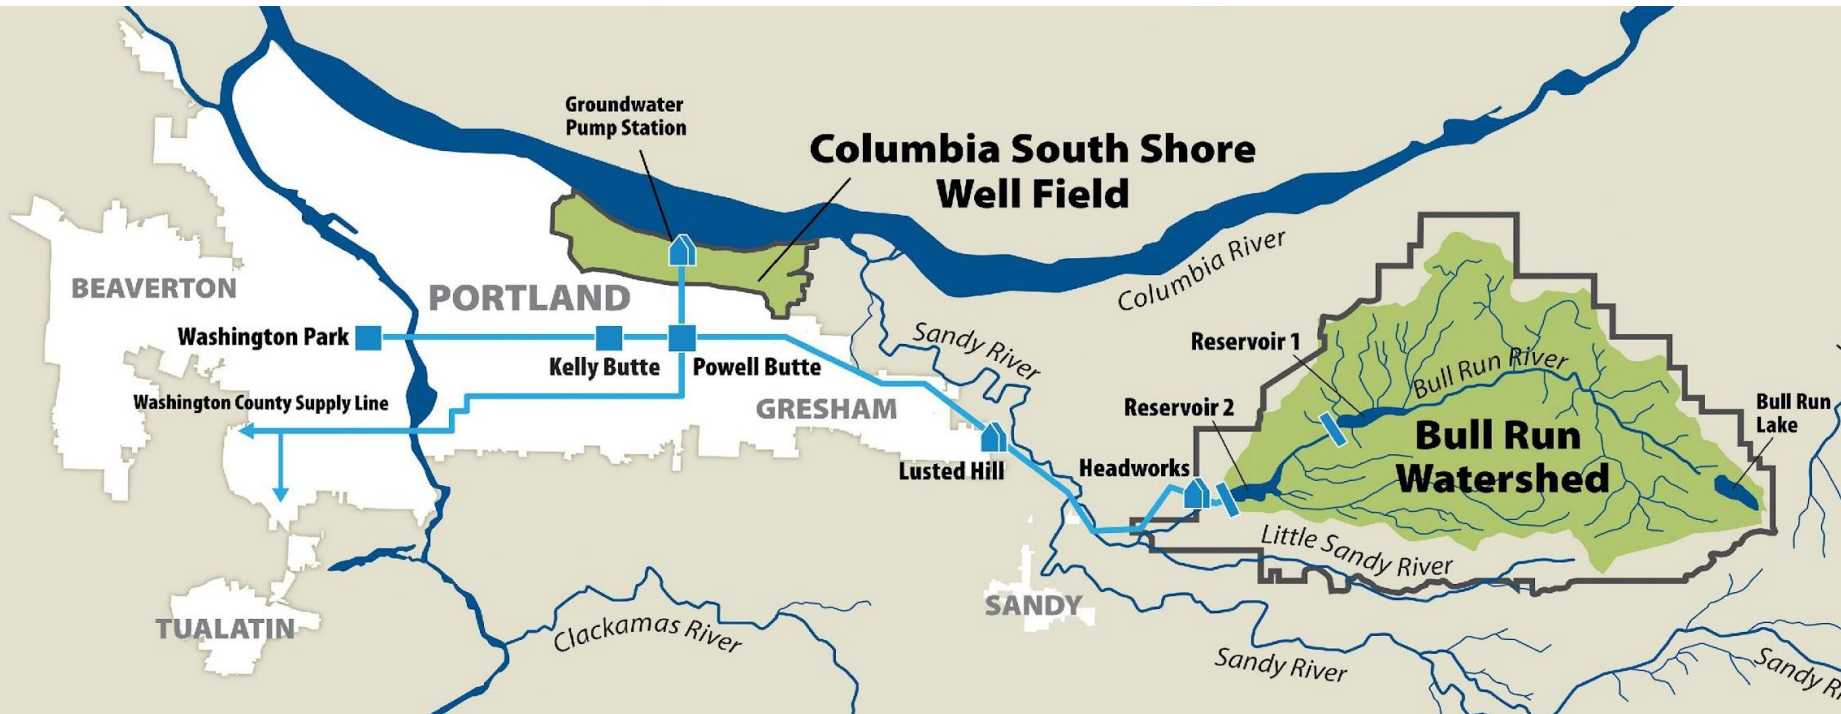 Groundwater
Pump Station
Columbia South Shore
Well Field
Columbia River
BEAVERTON
PORTLAND
Washington Park
Kelly Butte
Powell Butte
Sandy River
Washington County Supply Line
GRESHAM
Lusted Hill
Reservoir 1
Bull Run River
Reservoir 2
Bull Run
Lake
Bull Run
Watershed
Headworks
Little Sandy River
SANDY
TUALATIN
Clackamas River
Sandy River
Sandy R